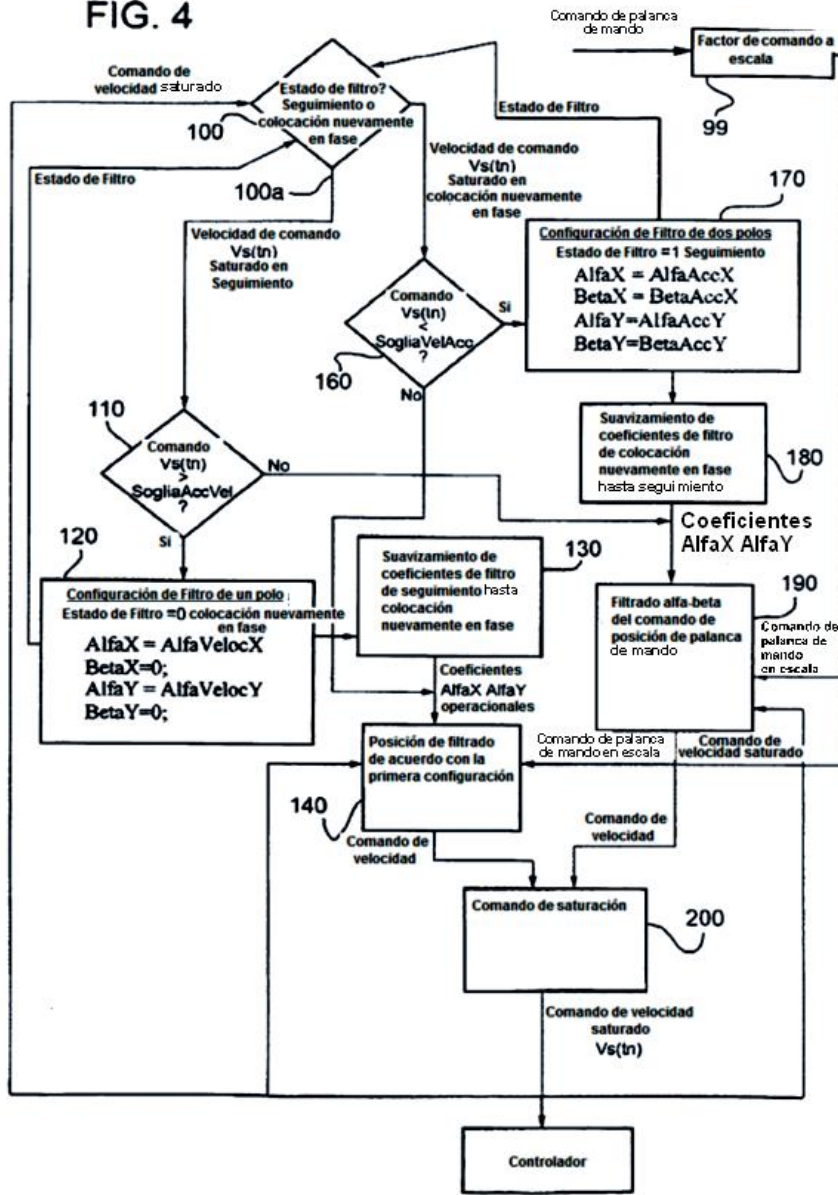 FIG. 4
Comando de palanca
de mando
Factor de comando a
escala
99
Comando de
velocidad saturado
Estado de filtro?
Seguimiento o
colocación nuevamente
en fase
100
100a
Estado de Filtro
Estado de Filtro
Velocidad de comando
Vs(tn)
Saturado en
Seguimiento
Velocidad de comando
Vs(tn)
Saturado en
colocación nuevamente
en fase
170
Configuración de Filtro de dos polos
Estado de Filtro =1 Seguimiento
AlfaX = AlfaAccX
BetaX = BetaAccX
AlfaY=AlfaAccY
BetaY=BetaAccY
Comando
Vs(tn)
<
SogliaVelAcc
?
160
Si
No
110
Comando
Vs(tn)
>
SogliaAccVel
?
No
Si
Suavizamiento de
coeficientes de filtro
de colocación
nuevamente en fase
hasta seguimiento
180
Coeficientes
AlfaX AlfaY
120
Configuración de Filtro de un polo
Estado de Filtro =0 colocación nuevamente
en fase
AlfaX = AlfaVelocX
BetaX=0;
AlfaY = AlfaVelocY
BetaY=0;
130
Suavizamiento de
coeficientes de filtro
de seguimiento hasta
colocación
nuevamente en fase
Coeficientes
AlfaX AlfaY
operacionales
190
Filtrado alfa-beta
del comando de
posición de palanca
de mando
Comando de
palanca de
mando
en escala
Posición de filtrado
de acuerdo con la
primera configuración
140
Comando de palanca
de mando en escala
Comando de
velocidad saturado
Comando de
velocidad
Comando de
velocidad
Comando de saturación
200
Comando de velocidad
saturado
Vs(tn)
Controlador